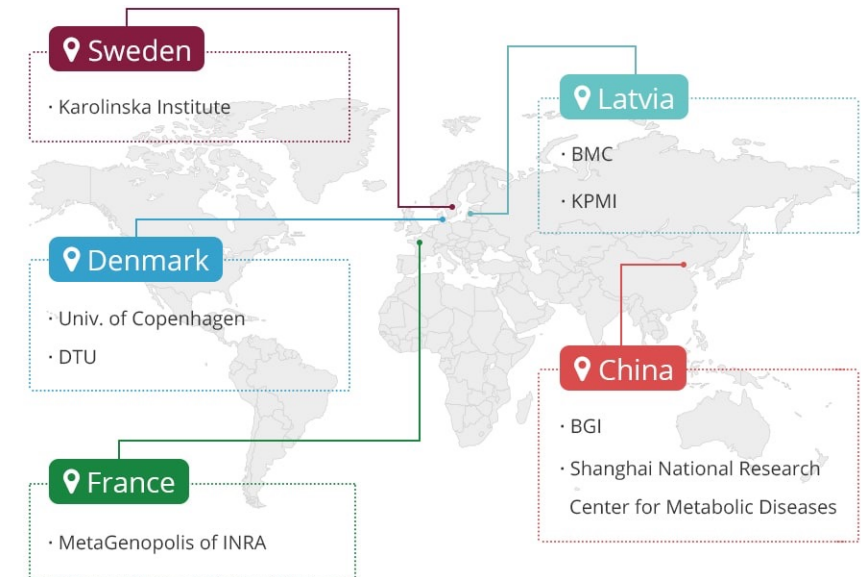 Sweden
· Karolinska Institute
Latvia
· BMC
· KPMI
Denmark
· Univ. of Copenhagen
· DTU
China
· BGI
· Shanghai National Research
Center for Metabolic Diseases
France
· MetaGenopolis of INRA